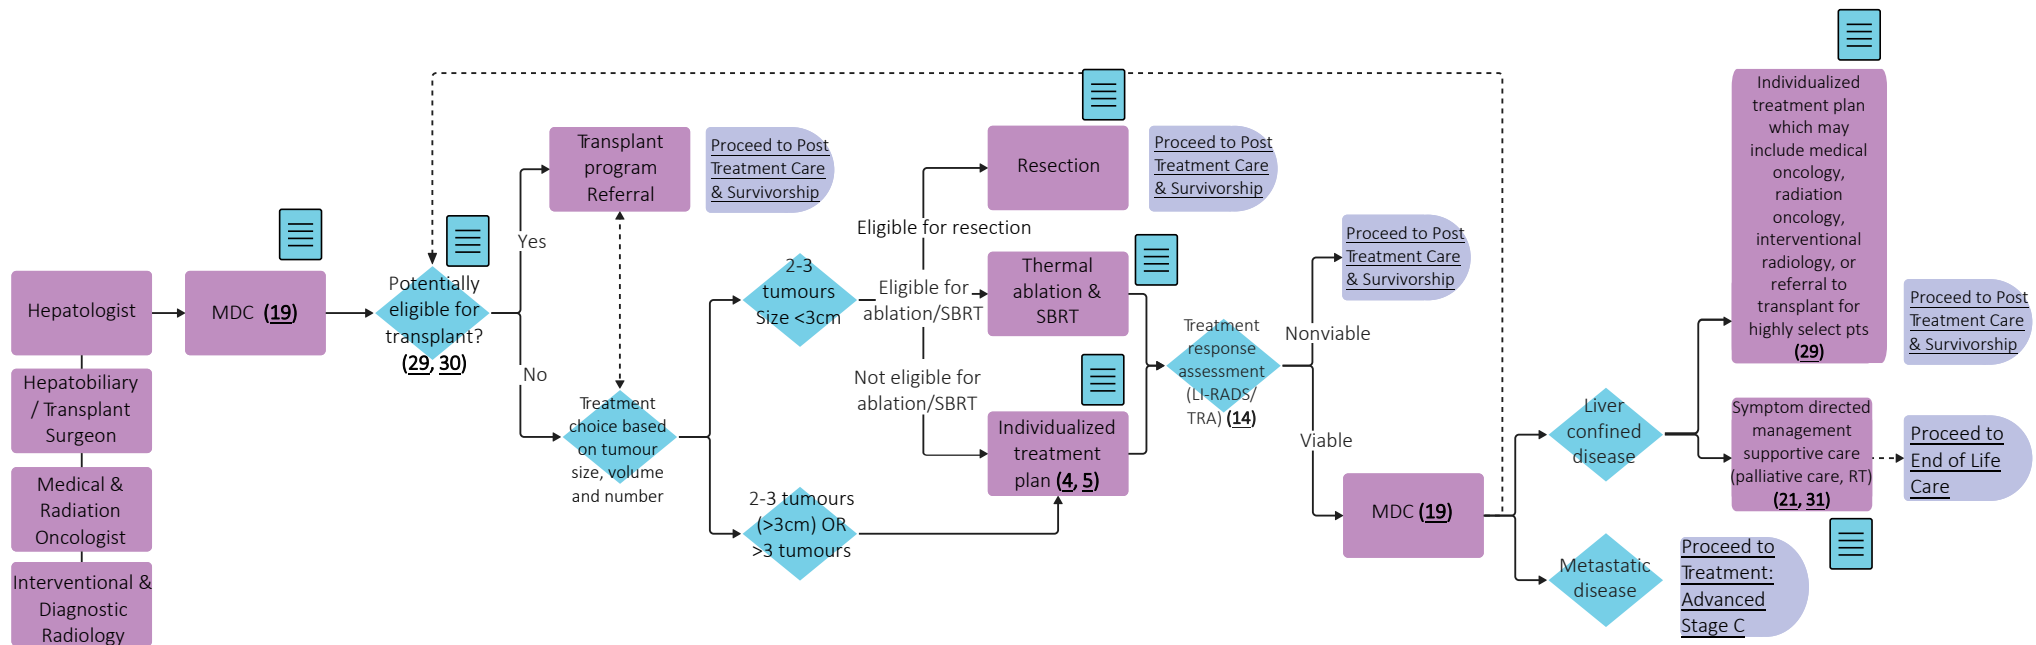 Hepatologist
Hepatobiliary
/ Transplant
Surgeon
Medical &
Radiation
Oncologist
Interventional &
Diagnostic
Radiology
MDC (19)
Potentially
eligible for
transplant?
(29, 30)
Yes
No
Transplant
program
Referral
Proceed to Post
Treatment Care
& Survivorship
Treatment
choice based
on tumour
size, volume
and number
2-3
tumours
Size <3cm
2-3 tumours
(>3cm) OR
>3 tumours
Eligible for resection
Eligible for
ablation/SBRT
Not eligible for
ablation/SBRT
Resection
Proceed to Post
Treatment Care
& Survivorship
Thermal
ablation &
SBRT
Individualized
treatment
plan (4, 5)
Treatment
response
assessment
(LI-RADS/
TRA) (14)
Nonviable
Viable
Proceed to Post
Treatment Care
& Survivorship
MDC (19)
Liver
confined
disease
Metastatic
disease
Individualized
treatment plan
which may
include medical
oncology,
radiation
oncology,
interventional
radiology, or
referral to
transplant for
highly select pts
(29)
Proceed to Post
Treatment Care
& Survivorship
Symptom directed
management
supportive care
(palliative care, RT)
(21, 31)
Proceed to
End of Life
Care
Proceed to
Treatment:
Advanced
Stage C